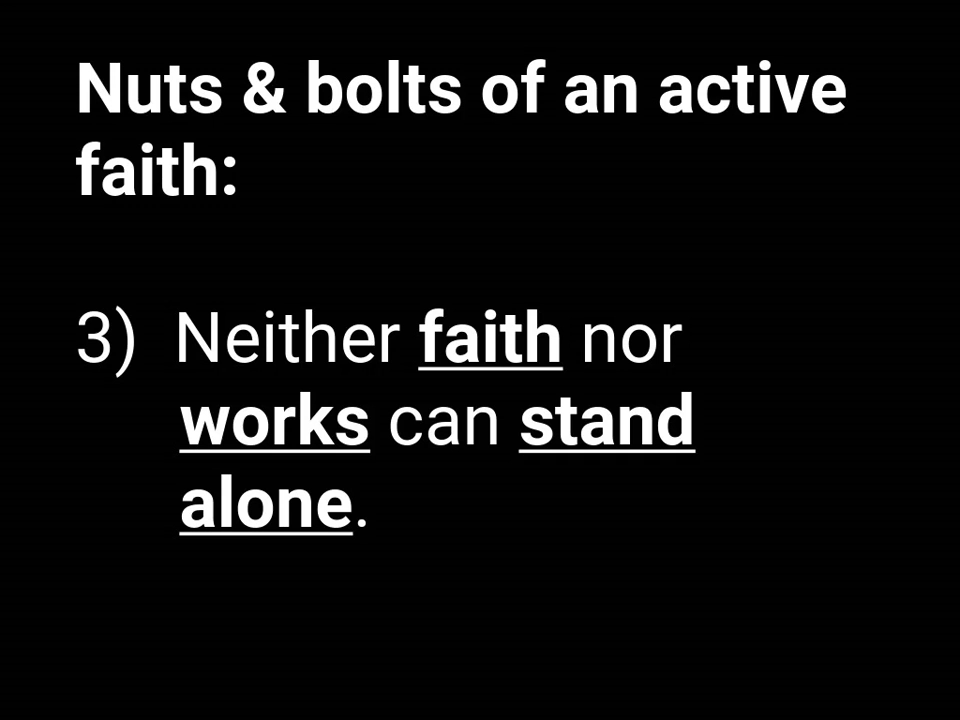 Nuts & bolts of an active
faith:
3) Neither faith nor
works can stand
alone.